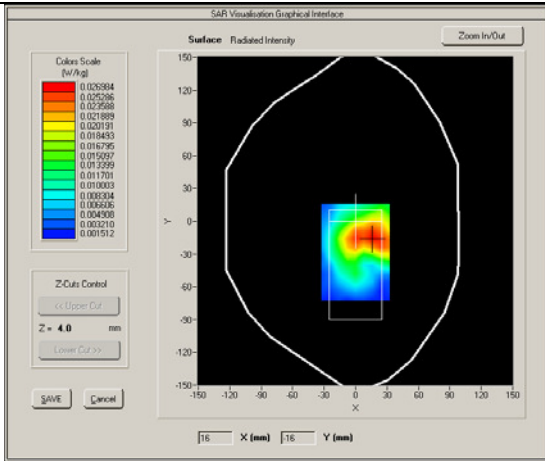 SAR Visualisation Graphical Interface
Surface Radiated Intensity
Zoom In/Out
Colors Scale
(W/kg)
0.026984
0.025286
0.023588
0.021889
0.020191
0.018493
0.016795
0.015097
0.013399
0.011701
0.010003
0.008304
0.006606
0.004908
0.003210
0.001512
Z-Cuts Control
<< Upper Cut
Z = 4.0 mm
Lower Cut >>
SAVE Cancel
150-
120-
90-
60-
30-
0-
-30-
-60-
-90-
-120-
-150-
Y
-150 -120 -90 -60 -30 0 30 60 90 120 150
X
16 X (mm) -16 Y (mm)